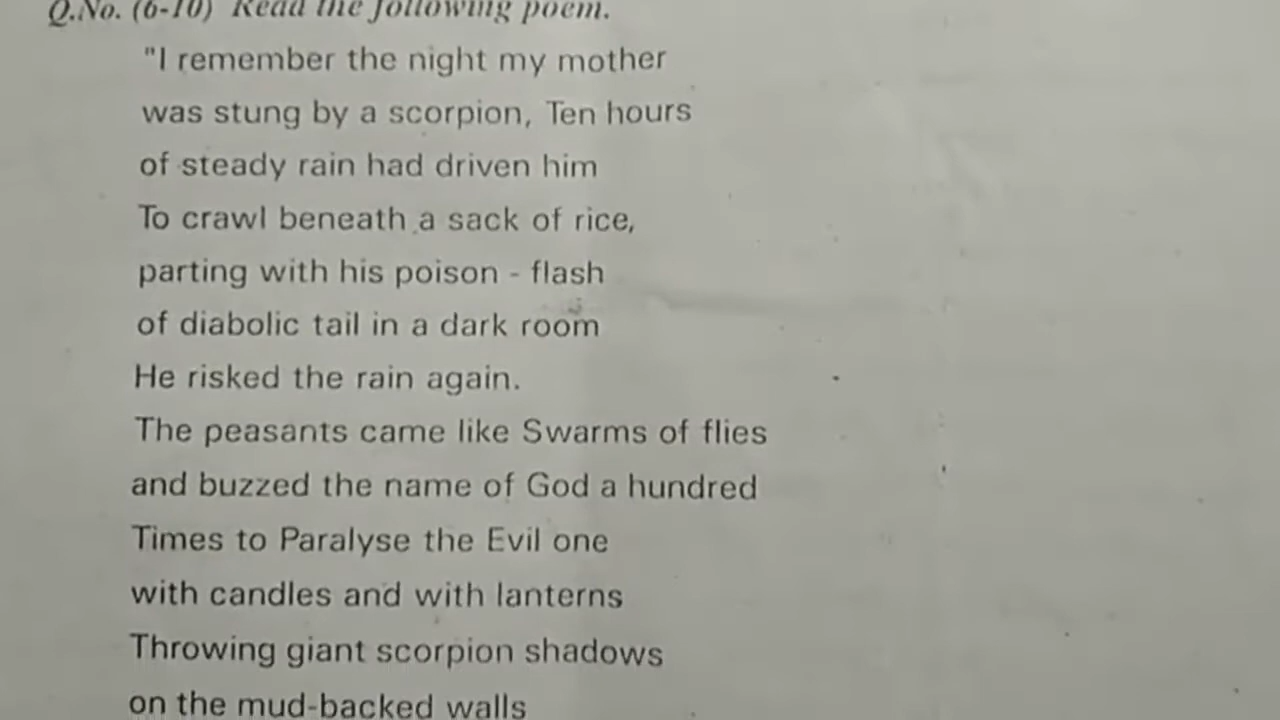 Q.No. (6-10) Read the following poem.
"I remember the night my mother
was stung by a scorpion, Ten hours
of steady rain had driven him
To crawl beneath a sack of rice,
parting with his poison - flash
of diabolic tail in a dark room
He risked the rain again.
The peasants came like Swarms of flies
and buzzed the name of God a hundred
Times to Paralyse the Evil one
with candles and with lanterns
Throwing giant scorpion shadows
on the mud-backed walls